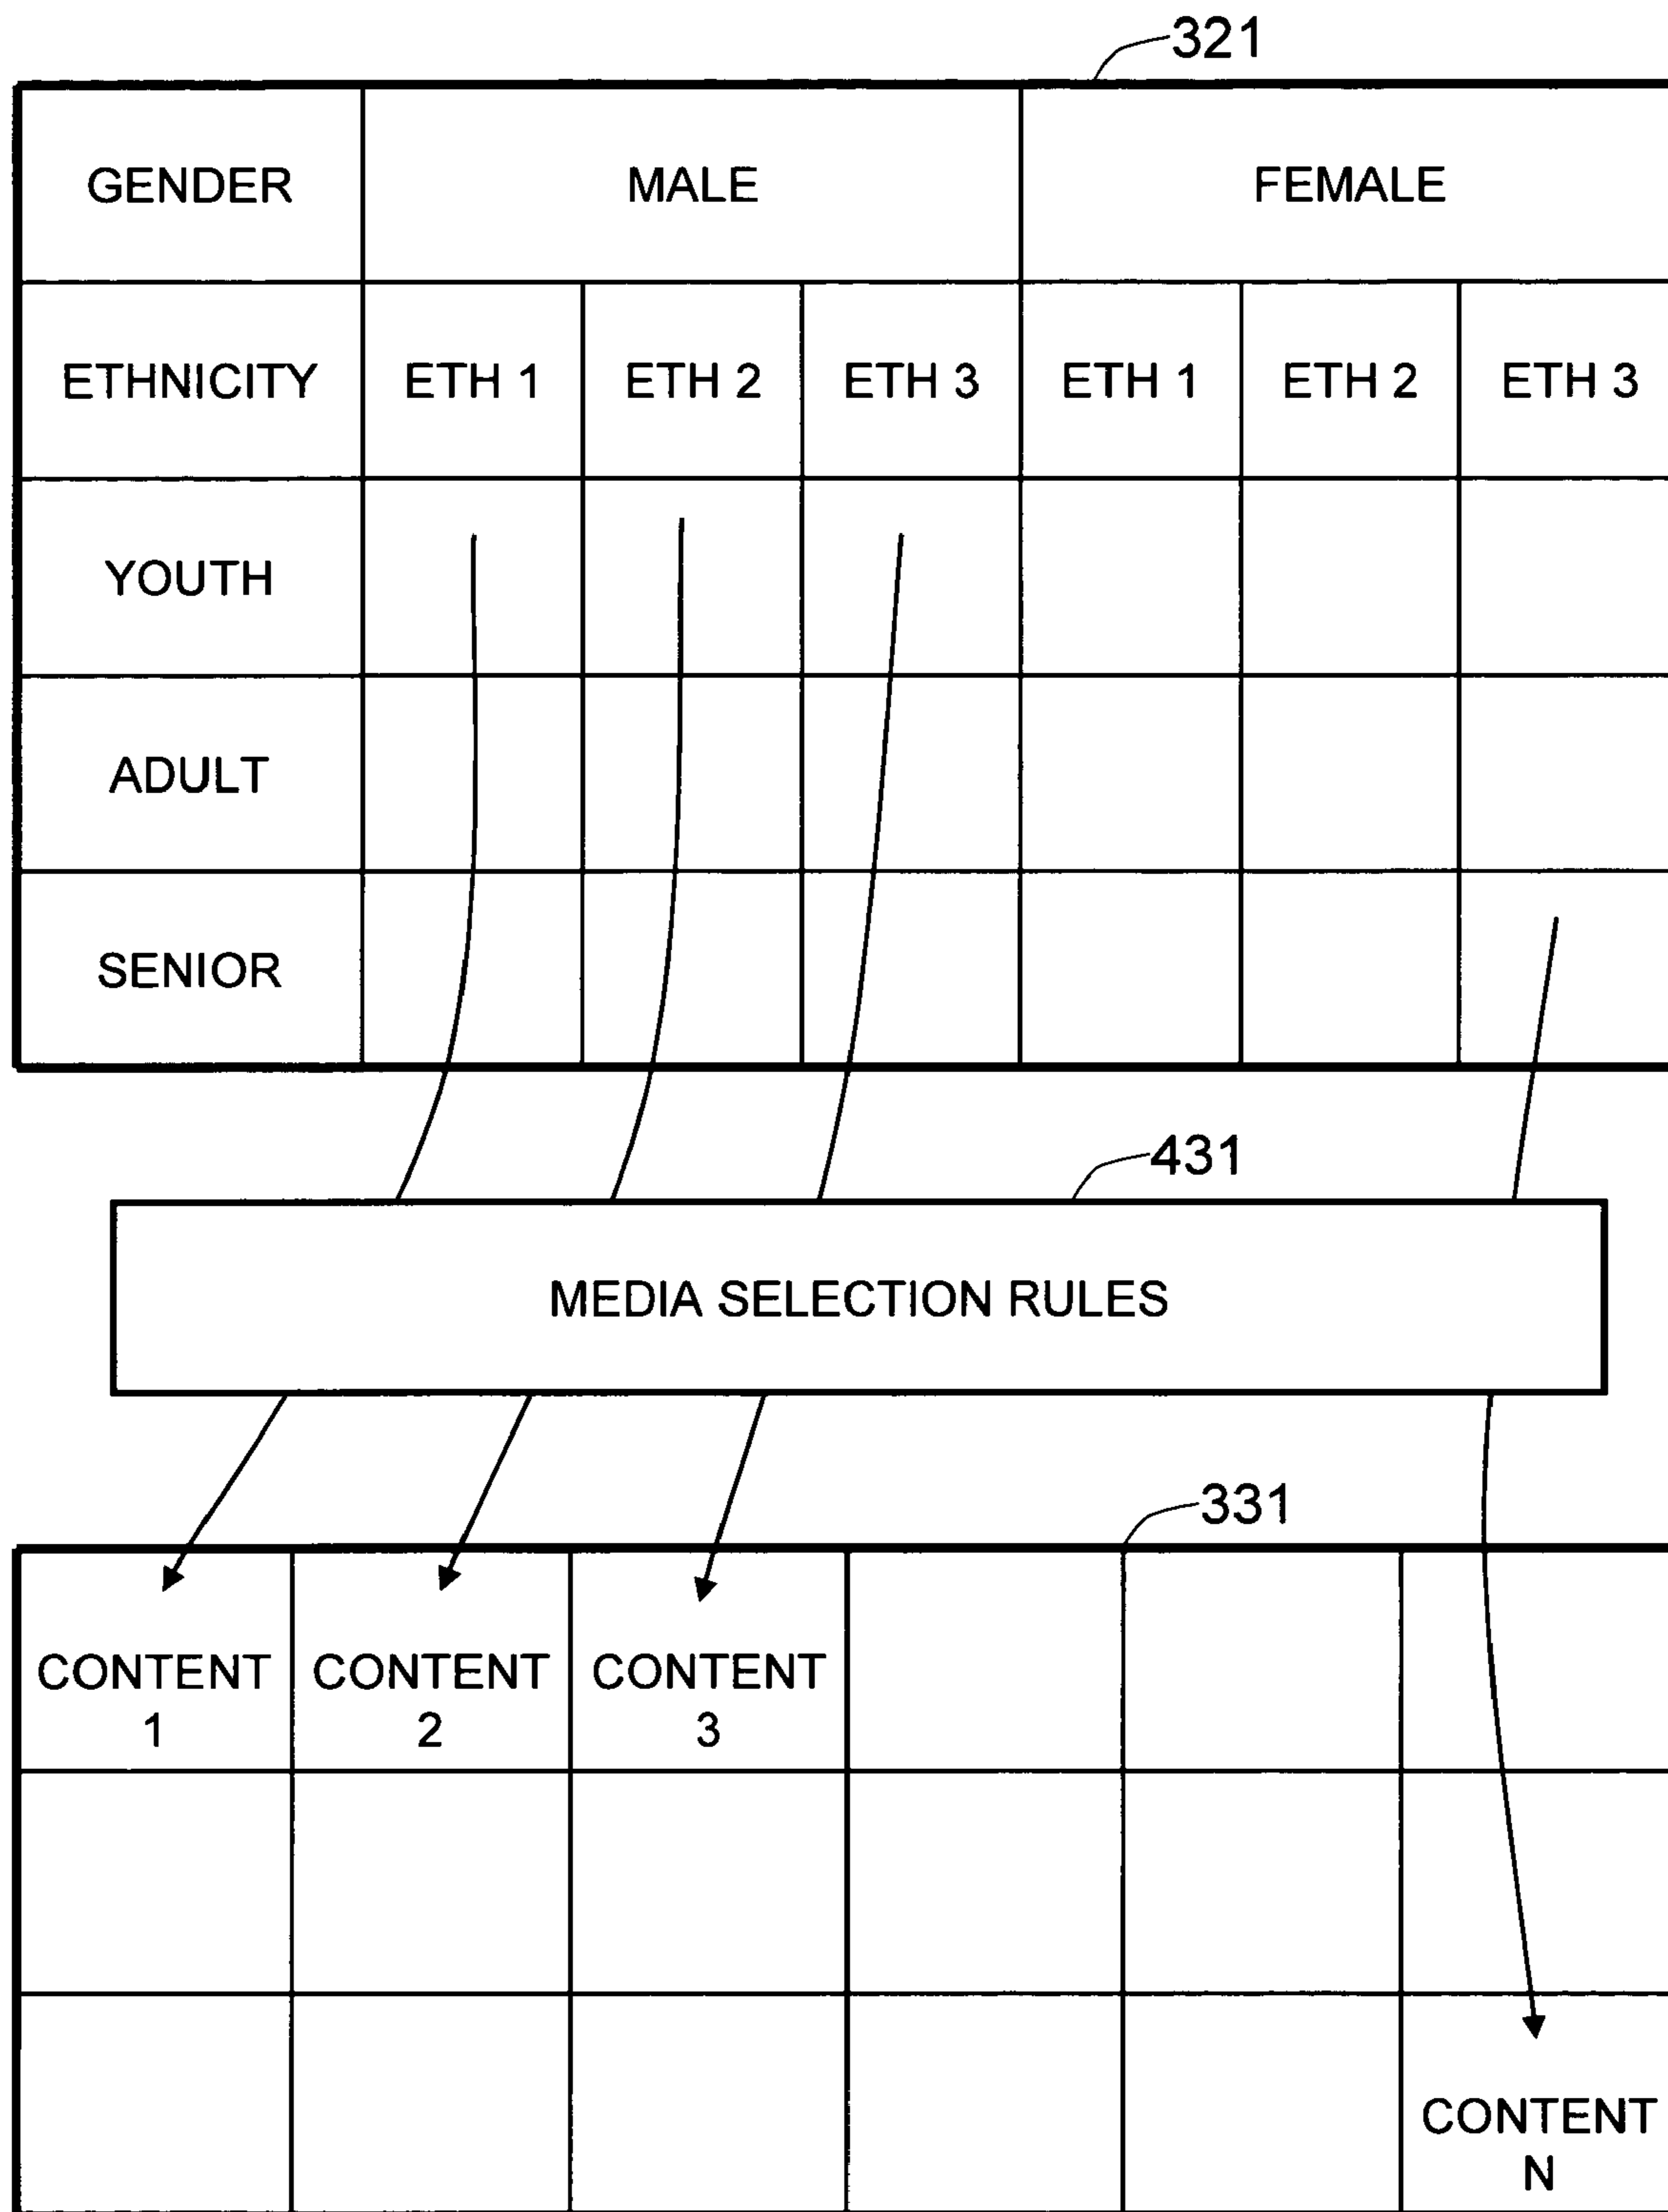 321
GENDER MALE FEMALE
ETHNICITY ETH 1 ETH 2 ETH 3 ETH 1 ETH 2 ETH 3
YOUTH
ADULT
SENIOR
431
MEDIA SELECTION RULES
331
CONTENT CONTENT CONTENT
1 2 3
CONTENT
N